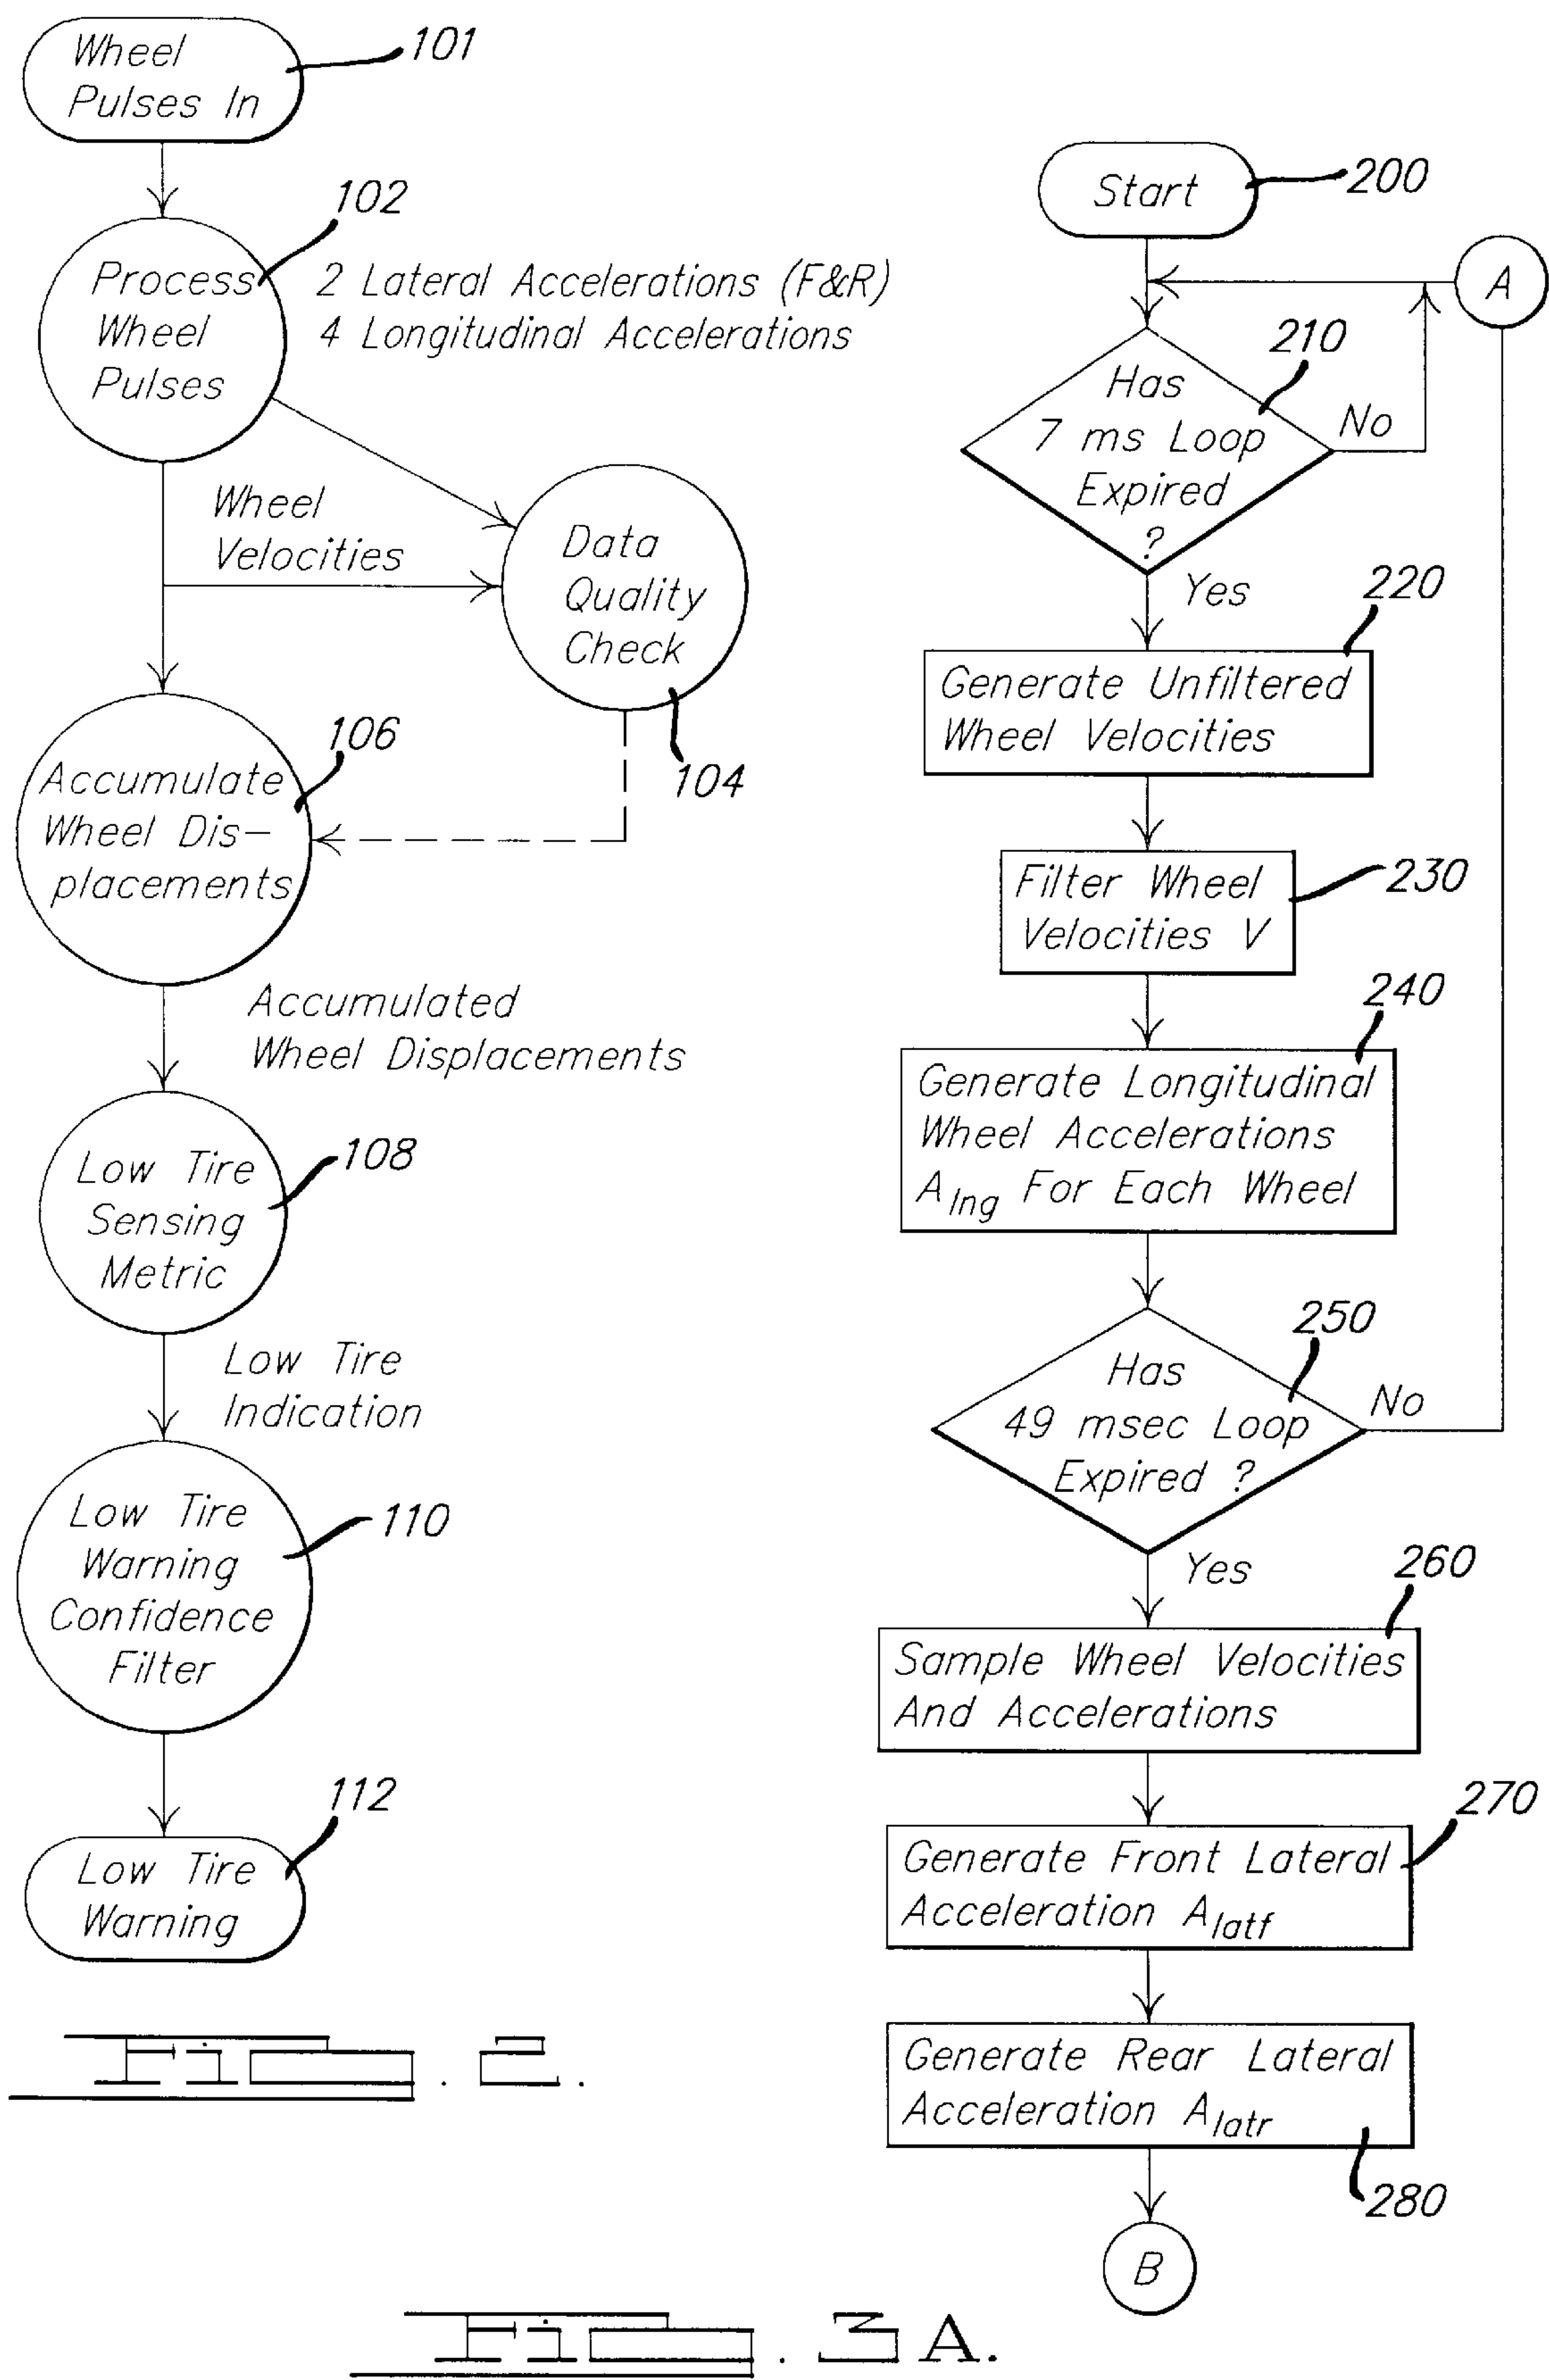 Wheel
Pulses In
101
102
Process
Wheel
Pulses
2 Lateral Accelerations (F&R)
4 Longitudinal Accelerations
Wheel
Velocities
Data
Quality
Check
104
106
Accumulate
Wheel Dis-
placements
Accumulated
Wheel Displacements
108
Low Tire
Sensing
Metric
Low Tire
Indication
110
Low Tire
Warning
Confidence
Filter
112
Low Tire
Warning
Fig. 2.
Start
200
A
210
Has
7 ms Loop
Expired
?
No
Yes
220
Generate Unfiltered
Wheel Velocities
230
Filter Wheel
Velocities V
240
Generate Longitudinal
Wheel Accelerations
A_lng For Each Wheel
250
Has
49 msec Loop
Expired ?
No
Yes
260
Sample Wheel Velocities
And Accelerations
270
Generate Front Lateral
Acceleration A_latf
Generate Rear Lateral
Acceleration A_latr
280
B
Fig. 3A.